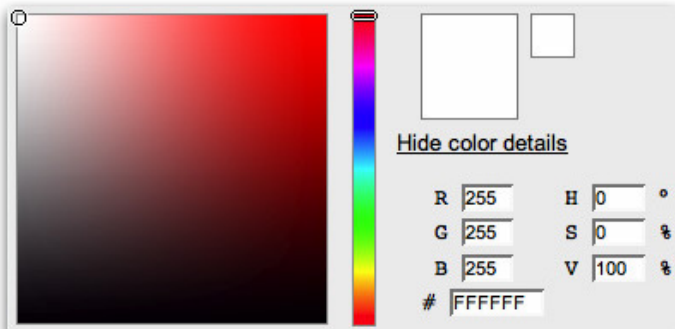 Hide color details
R 255 H 0 °
G 255 S 0 %
B 255 V 100 %
# FFFFFF